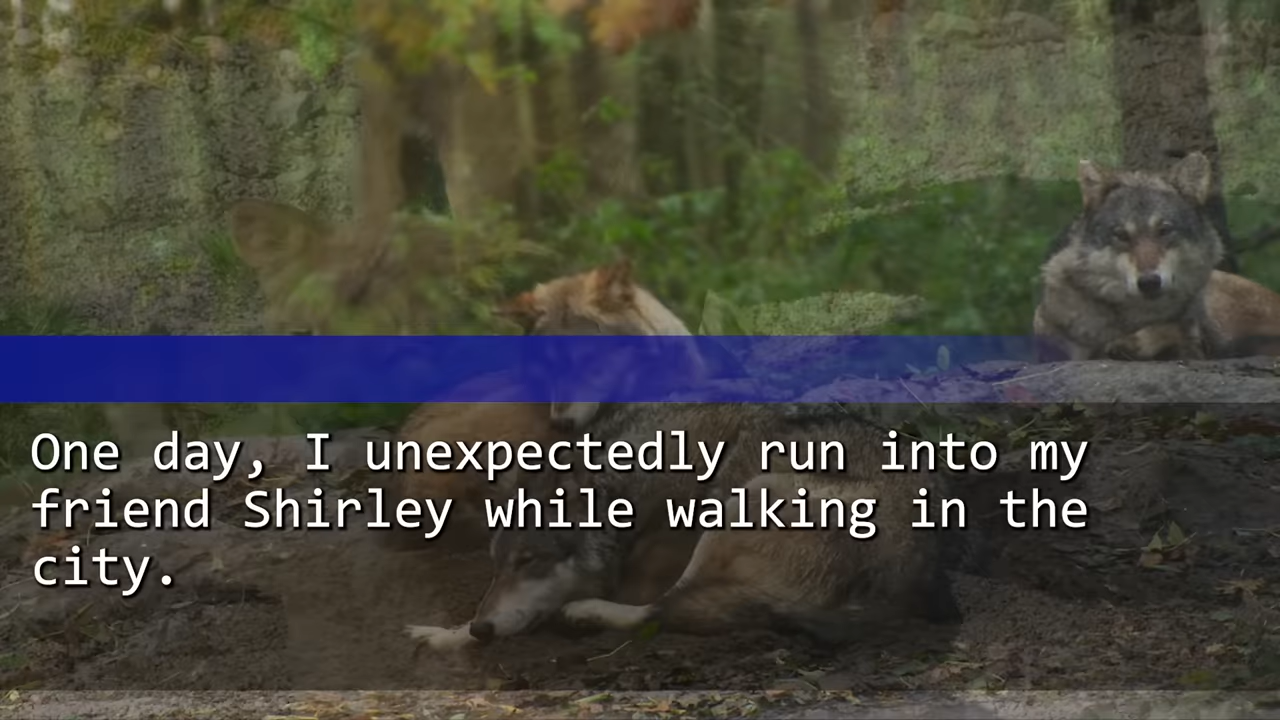 One day, I unexpectedly run into my
friend Shirley while walking in the
city.